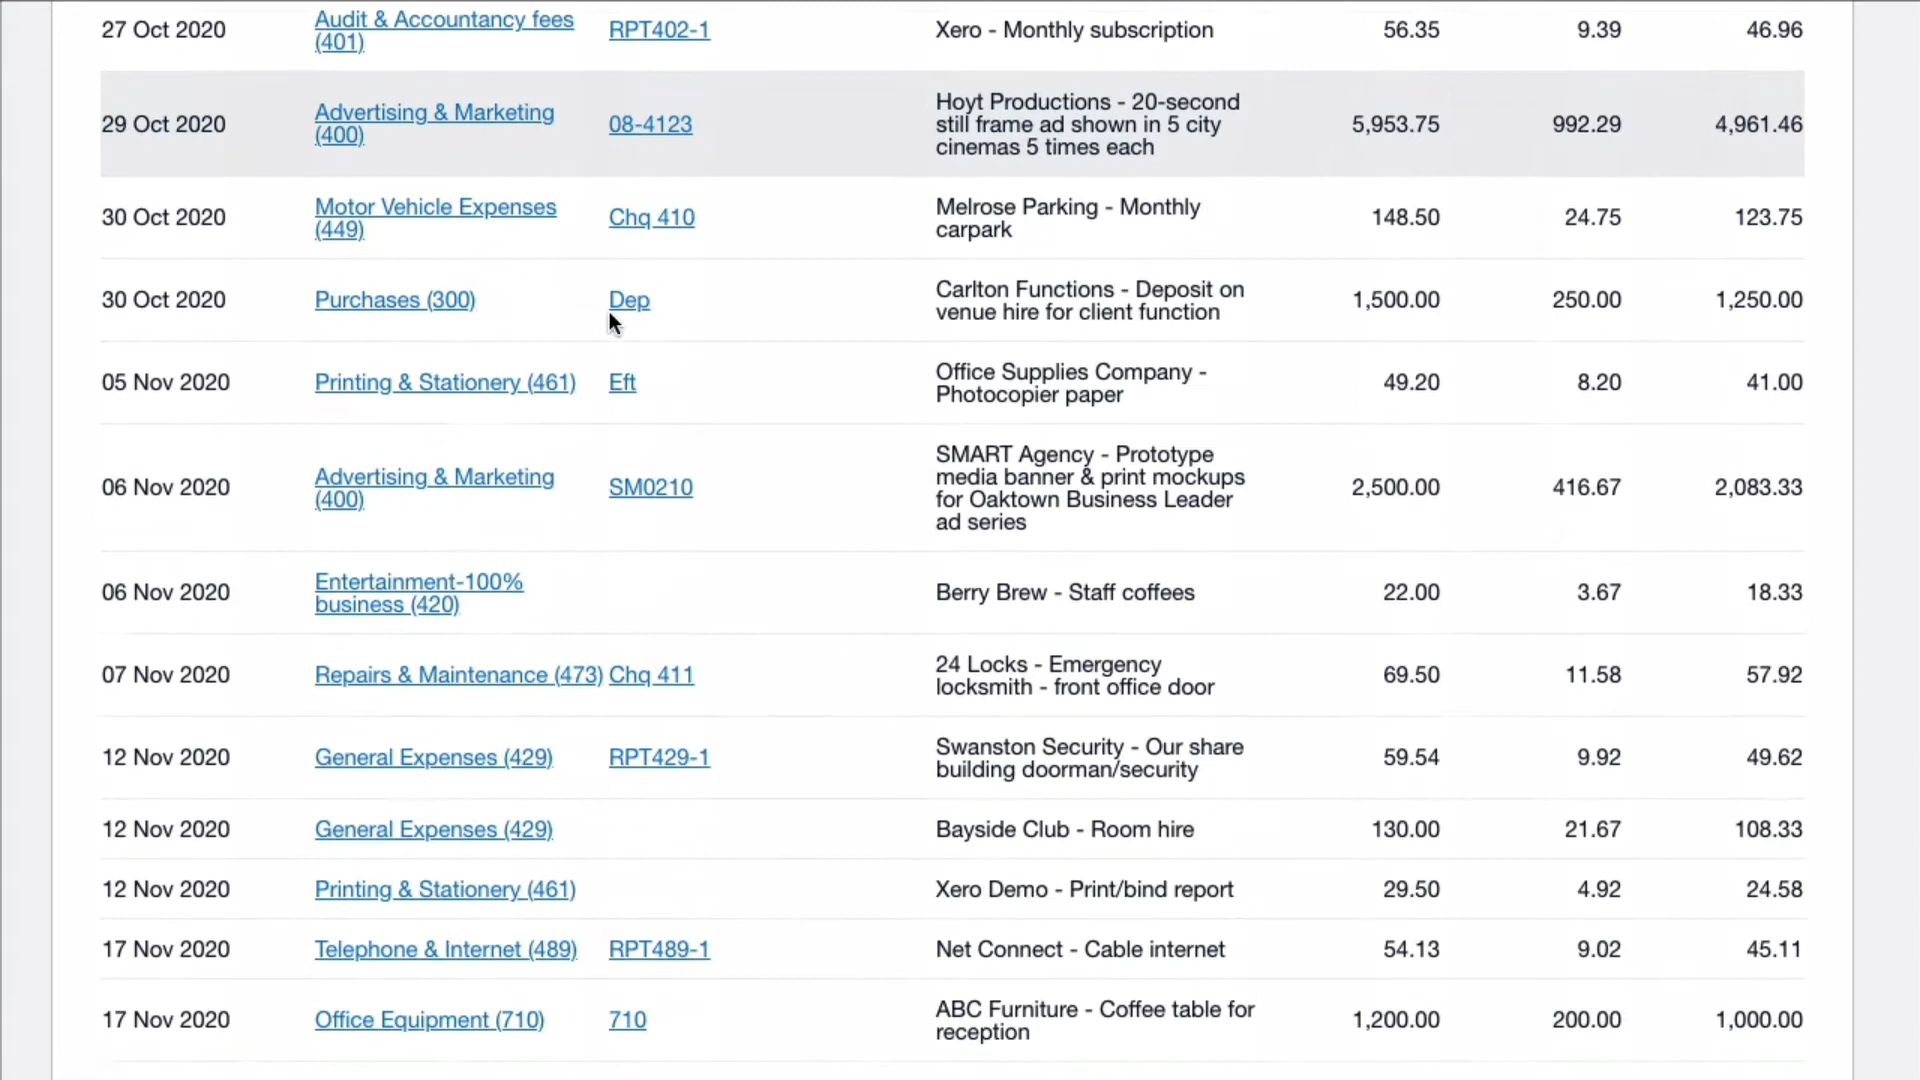 27 Oct 2020 Audit & Accountancy fees (401) RPT402-1 Xero - Monthly subscription 56.35 9.39 46.96
29 Oct 2020 Advertising & Marketing (400) 08-4123 Hoyt Productions - 20-second still frame ad shown in 5 city cinemas 5 times each 5,953.75 992.29 4,961.46
30 Oct 2020 Motor Vehicle Expenses (449) Chq 410 Melrose Parking - Monthly carpark 148.50 24.75 123.75
30 Oct 2020 Purchases (300) Dep Carlton Functions - Deposit on venue hire for client function 1,500.00 250.00 1,250.00
05 Nov 2020 Printing & Stationery (461) Eft Office Supplies Company - Photocopier paper 49.20 8.20 41.00
06 Nov 2020 Advertising & Marketing (400) SM0210 SMART Agency - Prototype media banner & print mockups for Oaktown Business Leader ad series 2,500.00 416.67 2,083.33
06 Nov 2020 Entertainment-100% business (420) Berry Brew - Staff coffees 22.00 3.67 18.33
07 Nov 2020 Repairs & Maintenance (473) Chq 411 24 Locks - Emergency locksmith - front office door 69.50 11.58 57.92
12 Nov 2020 General Expenses (429) RPT429-1 Swanston Security - Our share building doorman/security 59.54 9.92 49.62
12 Nov 2020 General Expenses (429) Bayside Club - Room hire 130.00 21.67 108.33
12 Nov 2020 Printing & Stationery (461) Xero Demo - Print/bind report 29.50 4.92 24.58
17 Nov 2020 Telephone & Internet (489) RPT489-1 Net Connect - Cable internet 54.13 9.02 45.11
17 Nov 2020 Office Equipment (710) 710 ABC Furniture - Coffee table for reception 1,200.00 200.00 1,000.00